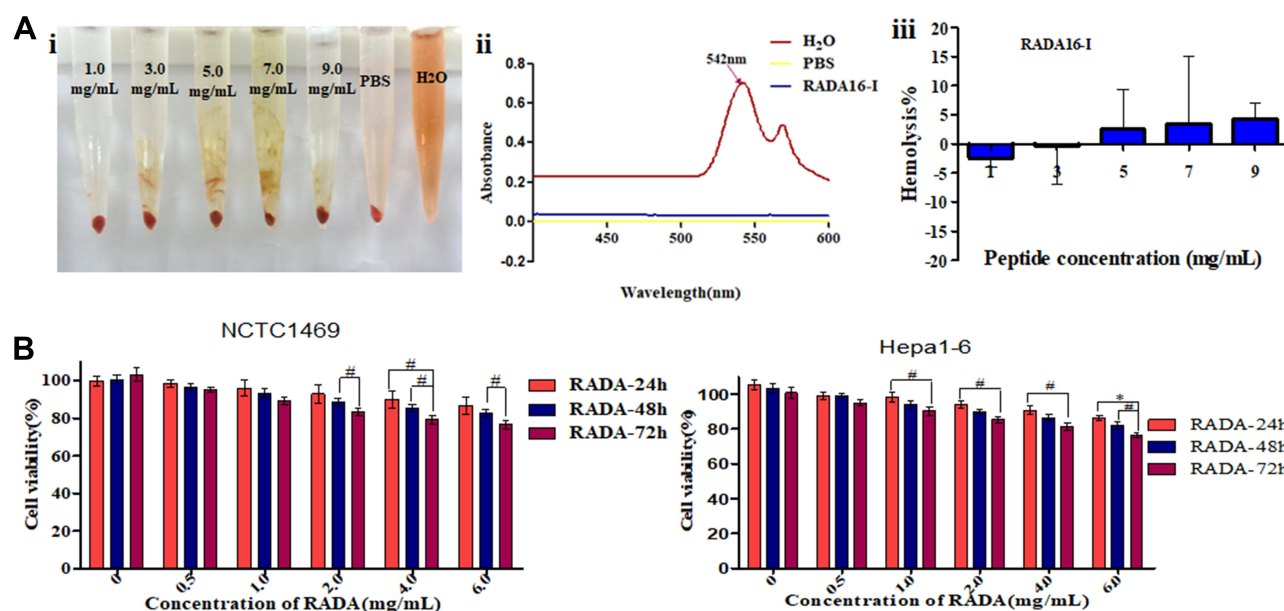 A
i
1.0
mg/mL
3.0
mg/mL
5.0
mg/mL
7.0
mg/mL
9.0
mg/mL
PBS
H2O
ii
H₂O
PBS
RADA16-I
542nm
0.8
0.6
0.4
0.2
0.0
-0.2
Absorbance
450 500 550 600
Wavelength(nm)
iii
RADA16-I
20
15
10
5
0
-5
-10
-15
-20
Hemolysis%
1 3 5 7 9
Peptide concentration (mg/mL)
B
NCTC1469
100
80
60
40
20
0
Cell viability(%)
# # # #
RADA-24h
RADA-48h
RADA-72h
0 0.5 1.0 2.0 4.0 6.0
Concentration of RADA(mg/mL)
Hepa1-6
100
80
60
40
20
0
Cell viability(%)
# # # * #
RADA-24h
RADA-48h
RADA-72h
0 0.5 1.0 2.0 4.0 6.0
Concentration of RADA(mg/mL)